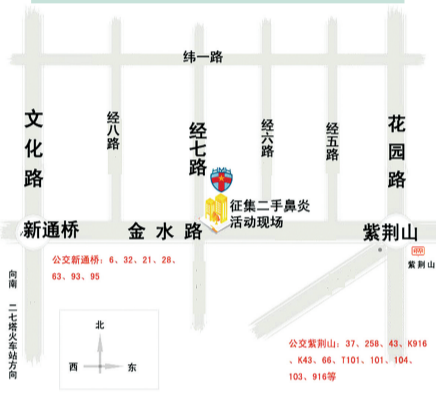 纬一路
文化路
经八路
经七路
经六路
经五路
花园路
征集二手鼻炎
活动现场
新通桥
金水路
紫荆山
紫荆山
公交新通桥：6、32、21、28、
63、93、95
向南 二七塔火车站方向
北
西
东
公交紫荆山：37、258、43、K916
、K43、66、T101、101、104、
103、916等